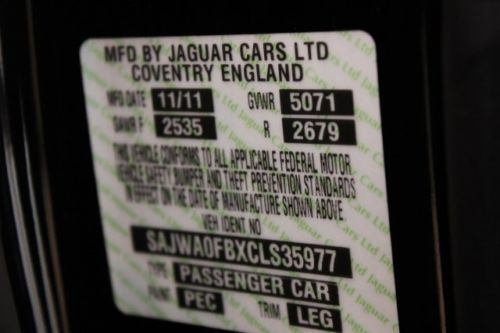 MFD BY JAGUAR CARS LTD
COVENTRY ENGLAND
MFD DATE 11/11 GVWR 5071
GAWR F 2535 R 2679
THIS VEHICLE CONFORMS TO ALL APPLICABLE FEDERAL MOTOR
VEHICLE SAFETY BUMPER AND THEFT PREVENTION STANDARDS
IN EFFECT ON THE DATE OF MANUFACTURE SHOWN ABOVE
VEH IDENT NO
SAJWA0FBXCLS35977
TYPE: PASSENGER CAR
PAINT: PEC TRIM: LEG